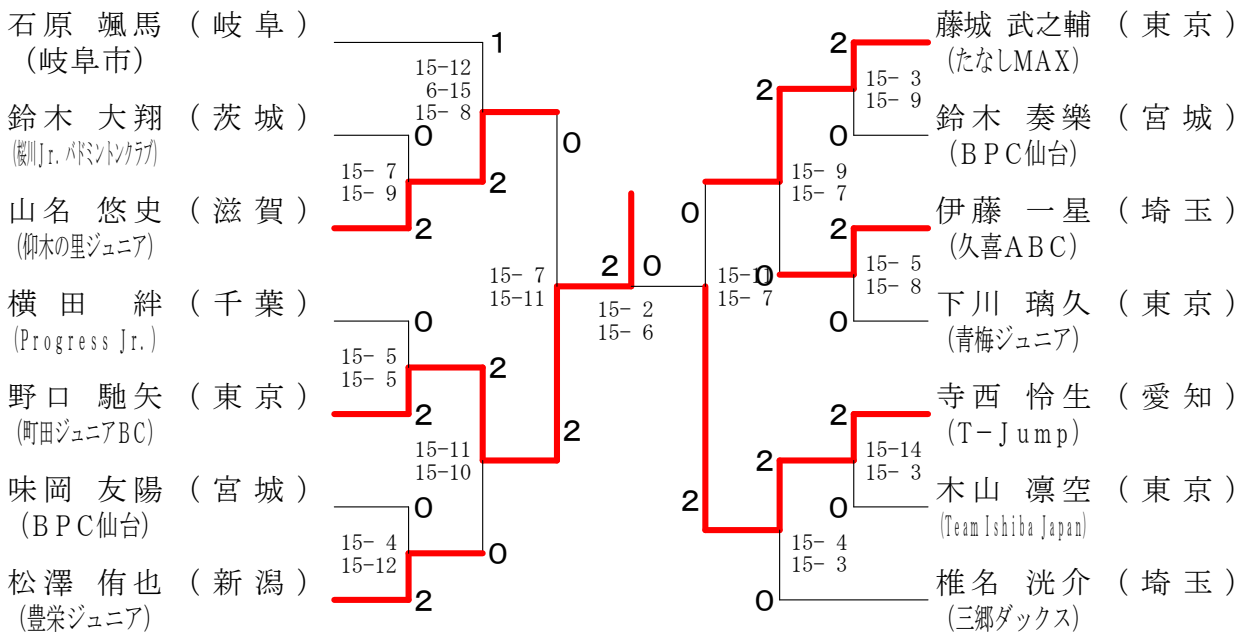 石原 颯馬 (岐阜)
(岐阜市)
1
15-12
6-15
15- 8
鈴木 大翔 (茨城)
(桜川Jr.バドミントンクラブ)
0
15- 7
15- 9
2
0
山名 悠史 (滋賀)
(仰木の里ジュニア)
2
15- 7
15-11
横田 絆 (千葉)
(Progress Jr.)
0
15- 5
15- 5
2
野口 馳矢 (東京)
(町田ジュニアBC)
2
2
15-11
15-10
味岡 友陽 (宮城)
(BPC仙台)
0
15- 4
15-12
0
松澤 侑也 (新潟)
(豊栄ジュニア)
2
2 0
15- 2
15- 6
藤城 武之輔 (東京)
(たなしMAX)
2
15- 3
15- 9
2
鈴木 奏樂 (宮城)
(BPC仙台)
0
15- 9
15- 7
0
伊藤 一星 (埼玉)
(久喜ABC)
2
15- 5
15- 8
0
15-11
15- 7
下川 璃久 (東京)
(青梅ジュニア)
0
寺西 怜生 (愛知)
(T-Jump)
2
15-14
15- 3
2
2
木山 凛空 (東京)
(Team Ishiba Japan)
0
15- 4
15- 3
椎名 洸介 (埼玉)
(三郷ダックス)
0